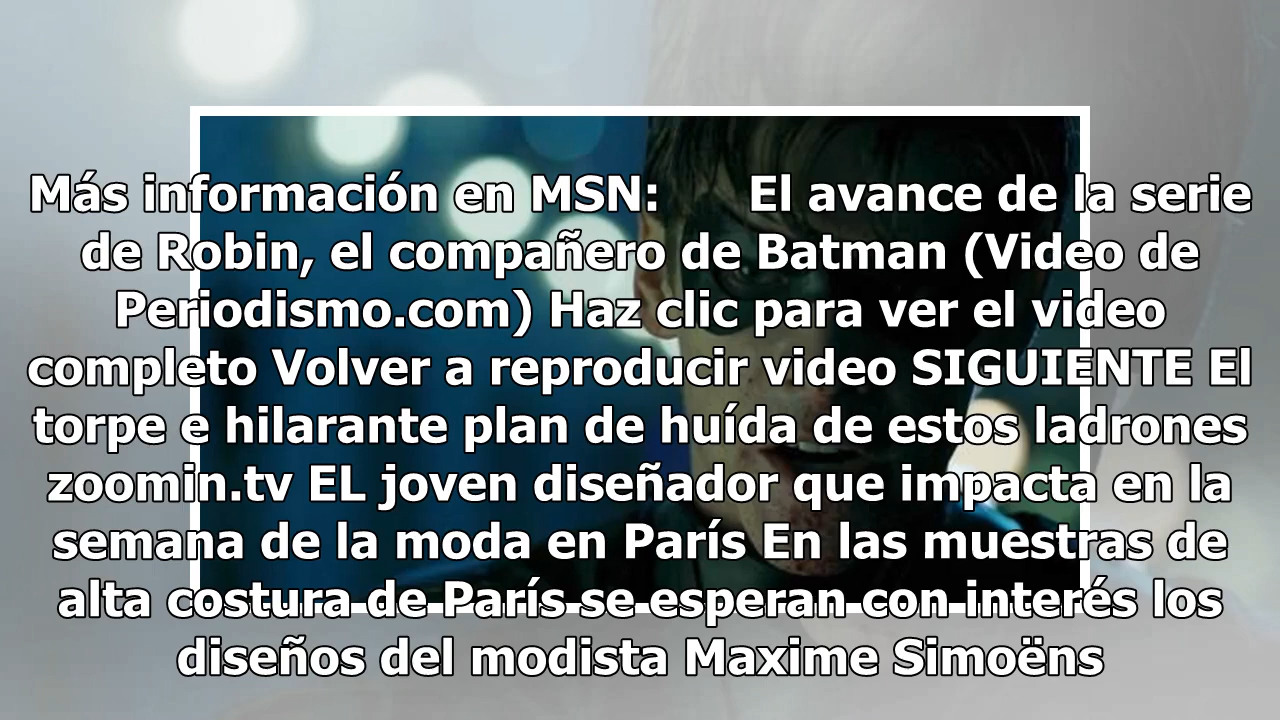 Más información en MSN:      El avance de la serie
de Robin, el compañero de Batman (Video de
Periodismo.com) Haz clic para ver el video
completo Volver a reproducir video SIGUIENTE El
torpe e hilarante plan de huída de estos ladrones
zoomin.tv EL joven diseñador que impacta en la
semana de la moda en París En las muestras de
alta costura de París se esperan con interés los
diseños del modista Maxime Simoëns